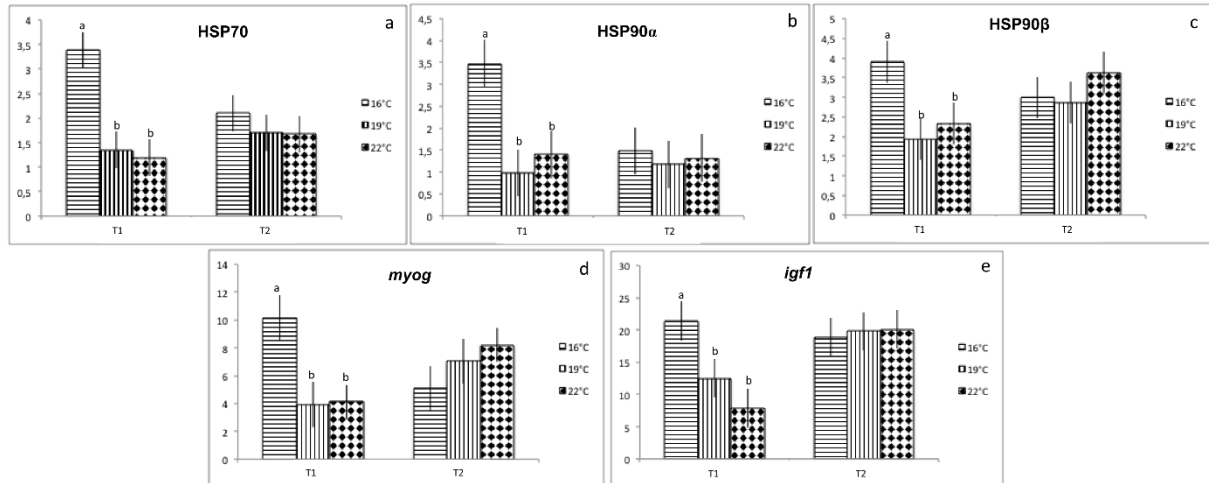 HSP70 a
4
3,5
3
2,5
2
1,5
1
0,5
0
a
b b
T1 T2
16°C
19°C
22°C
HSP90α b
4,5
4
3,5
3
2,5
2
1,5
1
0,5
0
a
b b
T1 T2
16°C
19°C
22°C
HSP90β c
5
4,5
4
3,5
3
2,5
2
1,5
1
0,5
0
a
b b
T1 T2
16°C
19°C
22°C
myog d
14
12
10
8
6
4
2
0
a
b b
T1 T2
16°C
19°C
22°C
igf1 e
30
25
20
15
10
5
0
a
b
b
T1 T2
16°C
19°C
22°C